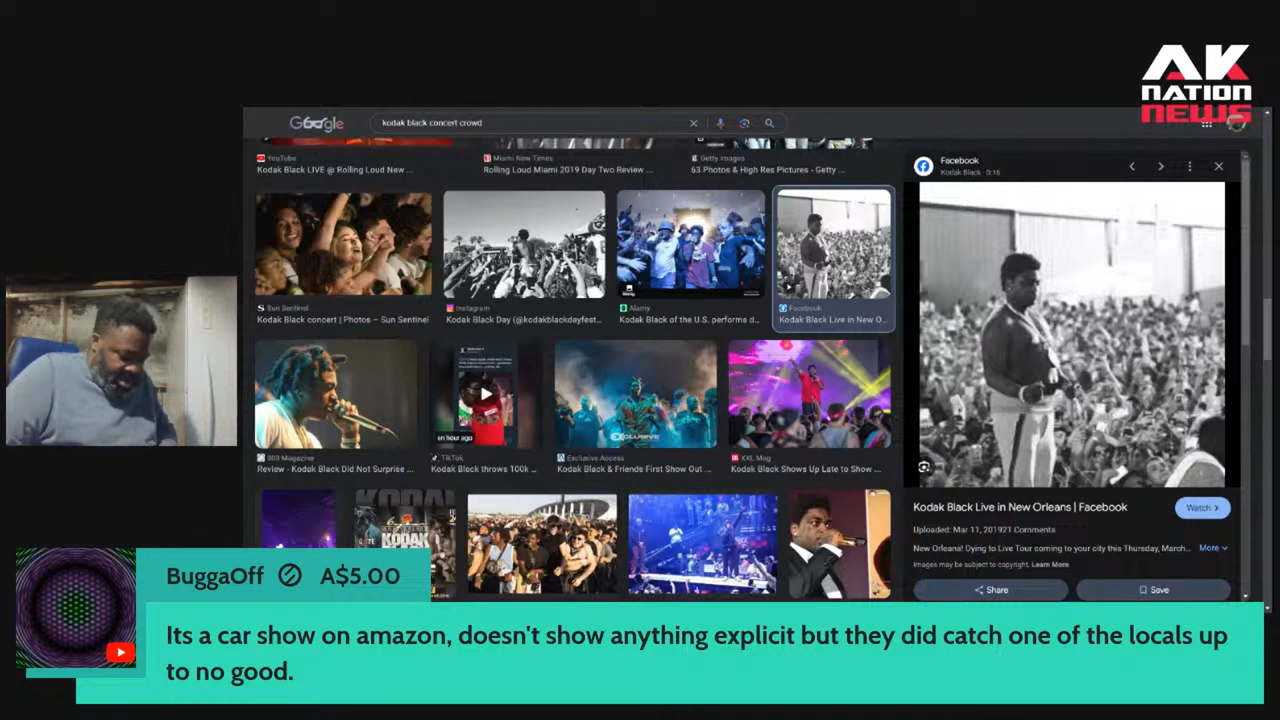 AK
NATION
NEWS
Google
kodak black concert crowd
YouTube
Kodak Black LIVE @ Rolling Loud New ...
Miami New Times
Rolling Loud Miami 2019 Day Two Review ...
Getty Images
63 Photos & High Res Pictures - Getty ...
Facebook
Kodak Black · 0:16
Sun Sentinel
Kodak Black concert | Photos – Sun Sentinel
Instagram
Kodak Black Day (@kodakblackdayfest...
Alamy
Kodak Black of the U.S. performs d...
Facebook
Kodak Black Live in New O...
303 Magazine
Review - Kodak Black Did Not Surprise ...
an hour ago
TikTok
Kodak Black throws 100k ...
EXCLUSIVE
Exclusive Access
Kodak Black & Friends First Show Out ...
XXL Mag
Kodak Black Shows Up Late to Show ...
KODAK
KODAK
Kodak Black Live in New Orleans | Facebook
Watch >
Uploaded: Mar 11, 201921 Comments
New Orleans! Dying to Live Tour coming to your city this Thursday, March... More
Images may be subject to copyright. Learn More
Share
Save
BuggaOff A$5.00
Its a car show on amazon, doesn't show anything explicit but they did catch one of the locals up
to no good.